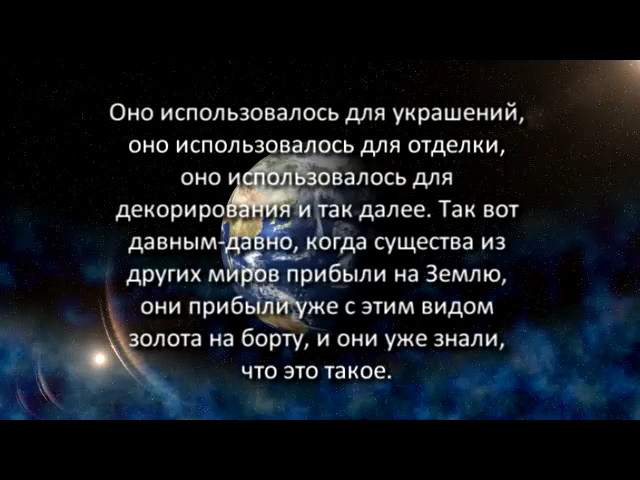 Оно использовалось для украшений,
оно использовалось для отделки,
оно использовалось для
декорирования и так далее. Так вот
давным-давно, когда существа из
других миров прибыли на Землю,
они прибыли уже с этим видом
золота на борту, и они уже знали,
что это такое.